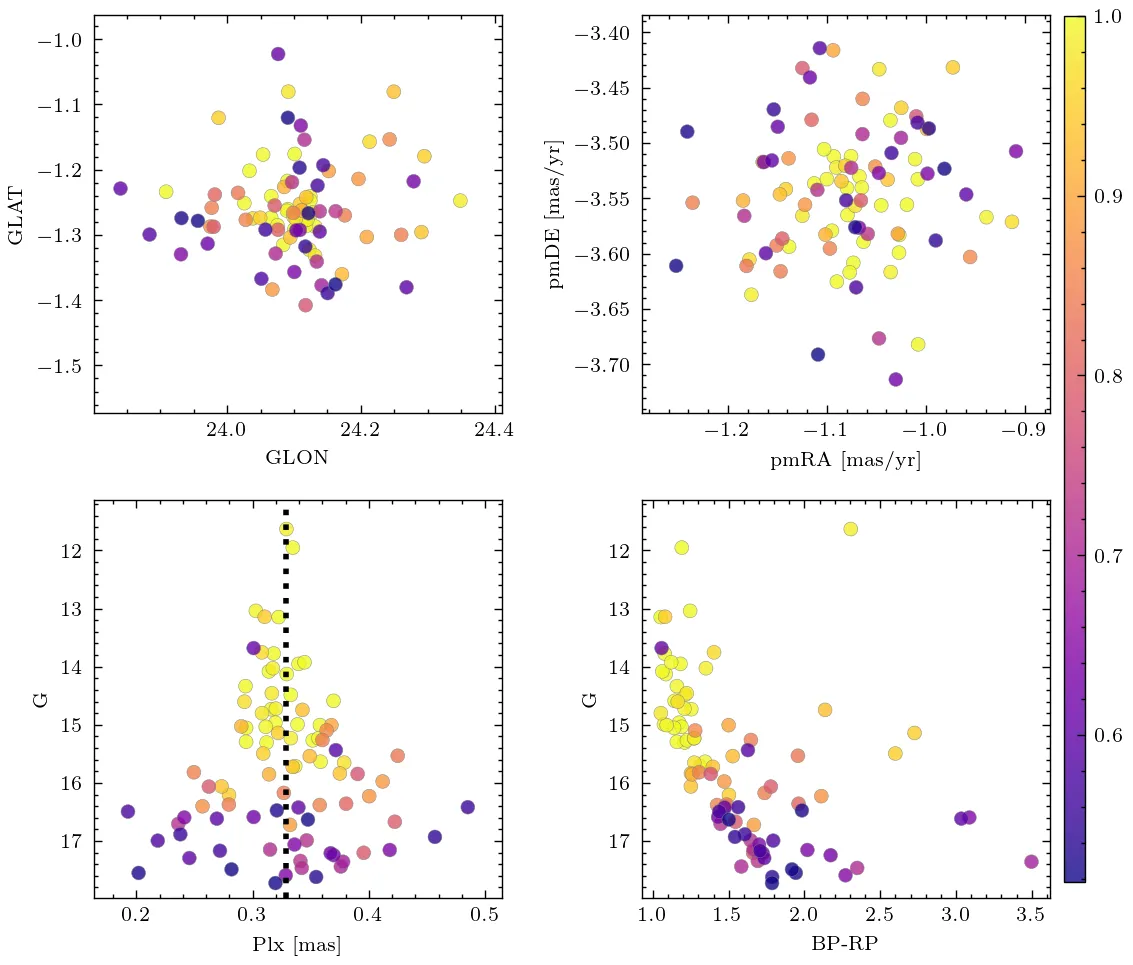 −1.0
−1.1
−1.2
−1.3
−1.4
−1.5
GLAT
24.0 24.2 24.4
GLON
−3.40
−3.45
−3.50
−3.55
−3.60
−3.65
−3.70
pmDE [mas/yr]
−1.2 −1.1 −1.0 −0.9
pmRA [mas/yr]
1.0
0.9
0.8
0.7
0.6
12
13
14
15
16
17
G
0.2 0.3 0.4 0.5
Plx [mas]
12
13
14
15
16
17
G
1.0 1.5 2.0 2.5 3.0 3.5
BP-RP